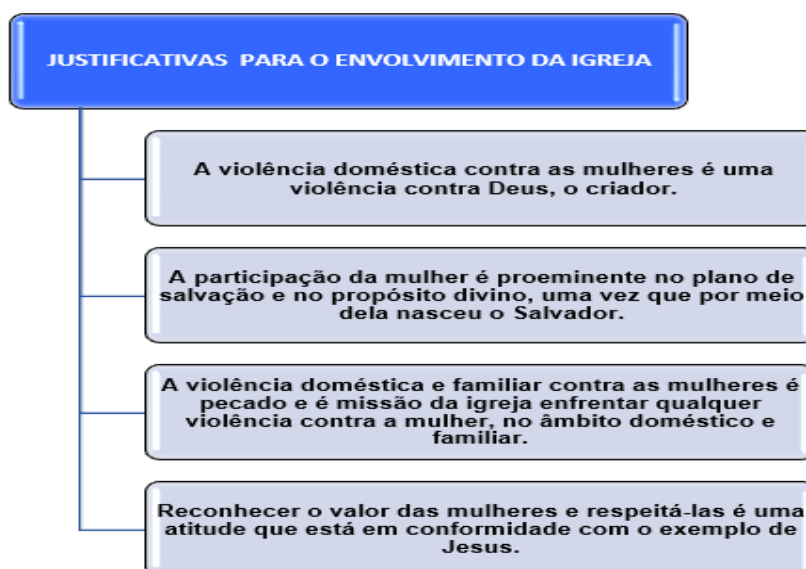 JUSTIFICATIVAS PARA O ENVOLVIMENTO DA IGREJA
A violência doméstica contra as mulheres é uma
violência contra Deus, o criador.
A participação da mulher é proeminente no plano de
salvação e no propósito divino, uma vez que por meio
dela nasceu o Salvador.
A violência doméstica e familiar contra as mulheres é
pecado e é missão da igreja enfrentar qualquer
violência contra a mulher, no âmbito doméstico e
familiar.
Reconhecer o valor das mulheres e respeitá-las é uma
atitude que está em conformidade com o exemplo de
Jesus.